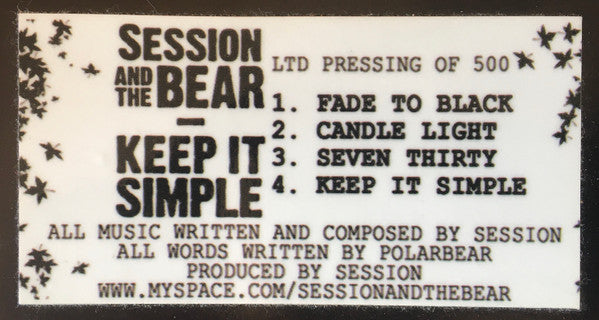 SESSION
AND THE BEAR
–
KEEP IT
SIMPLE
LTD PRESSING OF 500
1. FADE TO BLACK
2. CANDLE LIGHT
3. SEVEN THIRTY
4. KEEP IT SIMPLE
ALL MUSIC WRITTEN AND COMPOSED BY SESSION
ALL WORDS WRITTEN BY POLARBEAR
PRODUCED BY SESSION
WWW.MYSPACE.COM/SESSIONANDTHEBEAR